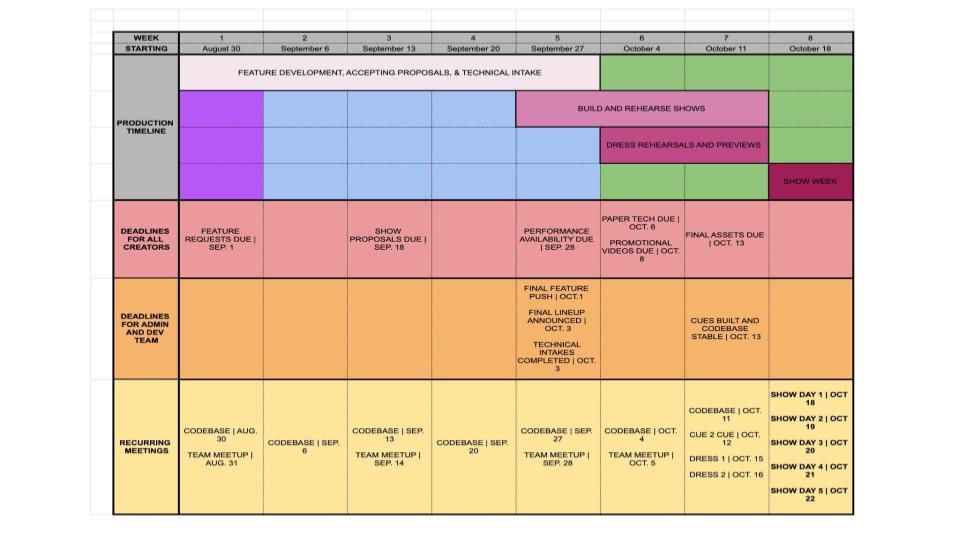 WEEK 1 2 3 4 5 6 7 8
STARTING August 30 September 6 September 13 September 20 September 27 October 4 October 11 October 18
PRODUCTION
TIMELINE
FEATURE DEVELOPMENT, ACCEPTING PROPOSALS, & TECHNICAL INTAKE
BUILD AND REHEARSE SHOWS
DRESS REHEARSALS AND PREVIEWS
SHOW WEEK
DEADLINES
FOR ALL
CREATORS
FEATURE
REQUESTS DUE |
SEP. 1
SHOW
PROPOSALS DUE |
SEP. 18
PERFORMANCE
AVAILABILITY DUE
| SEP. 28
PAPER TECH DUE |
OCT. 6
PROMOTIONAL
VIDEOS DUE | OCT.
8
FINAL ASSETS DUE
| OCT. 13
DEADLINES
FOR ADMIN
AND DEV
TEAM
FINAL FEATURE
PUSH | OCT.1
FINAL LINEUP
ANNOUNCED |
OCT. 3
TECHNICAL
INTAKES
COMPLETED | OCT.
3
CUES BUILT AND
CODEBASE
STABLE | OCT. 13
RECURRING
MEETINGS
CODEBASE | AUG.
30
TEAM MEETUP |
AUG. 31
CODEBASE | SEP.
6
CODEBASE | SEP.
13
TEAM MEETUP |
SEP. 14
CODEBASE | SEP.
20
CODEBASE | SEP.
27
TEAM MEETUP |
SEP. 28
CODEBASE | OCT.
4
TEAM MEETUP |
OCT. 5
CODEBASE | OCT.
11
CUE 2 CUE | OCT.
12
DRESS 1 | OCT. 15
DRESS 2 | OCT. 16
SHOW DAY 1 | OCT
18
SHOW DAY 2 | OCT
19
SHOW DAY 3 | OCT
20
SHOW DAY 4 | OCT
21
SHOW DAY 5 | OCT
22